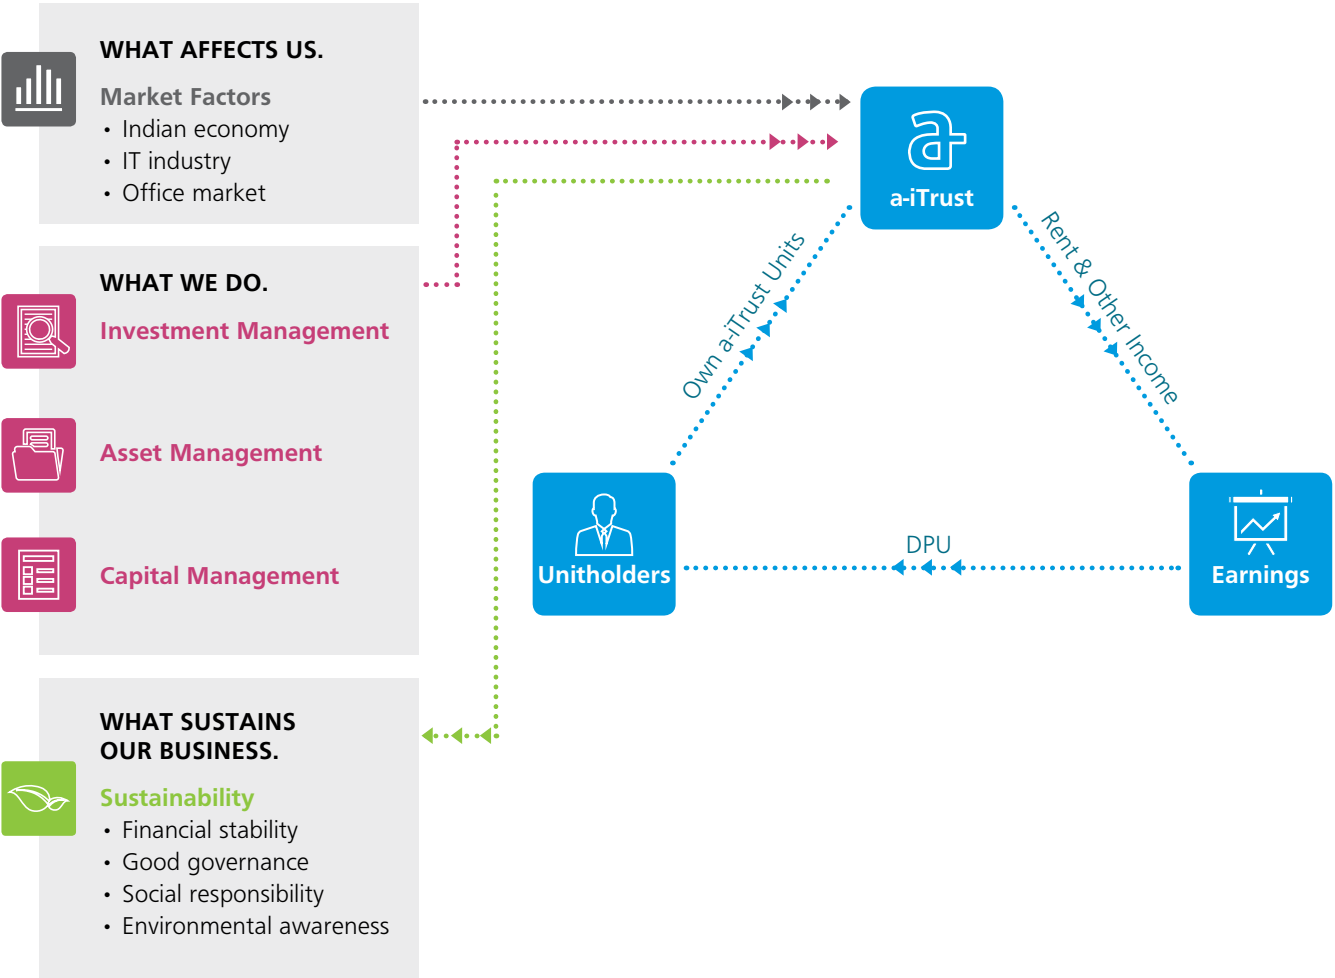 WHAT AFFECTS US.
Market Factors
• Indian economy
• IT industry
• Office market
WHAT WE DO.
Investment Management
Asset Management
Capital Management
WHAT SUSTAINS
OUR BUSINESS.
Sustainability
• Financial stability
• Good governance
• Social responsibility
• Environmental awareness
a
a-iTrust
Own a-iTrust Units
Rent & Other Income
Unitholders
DPU
Earnings